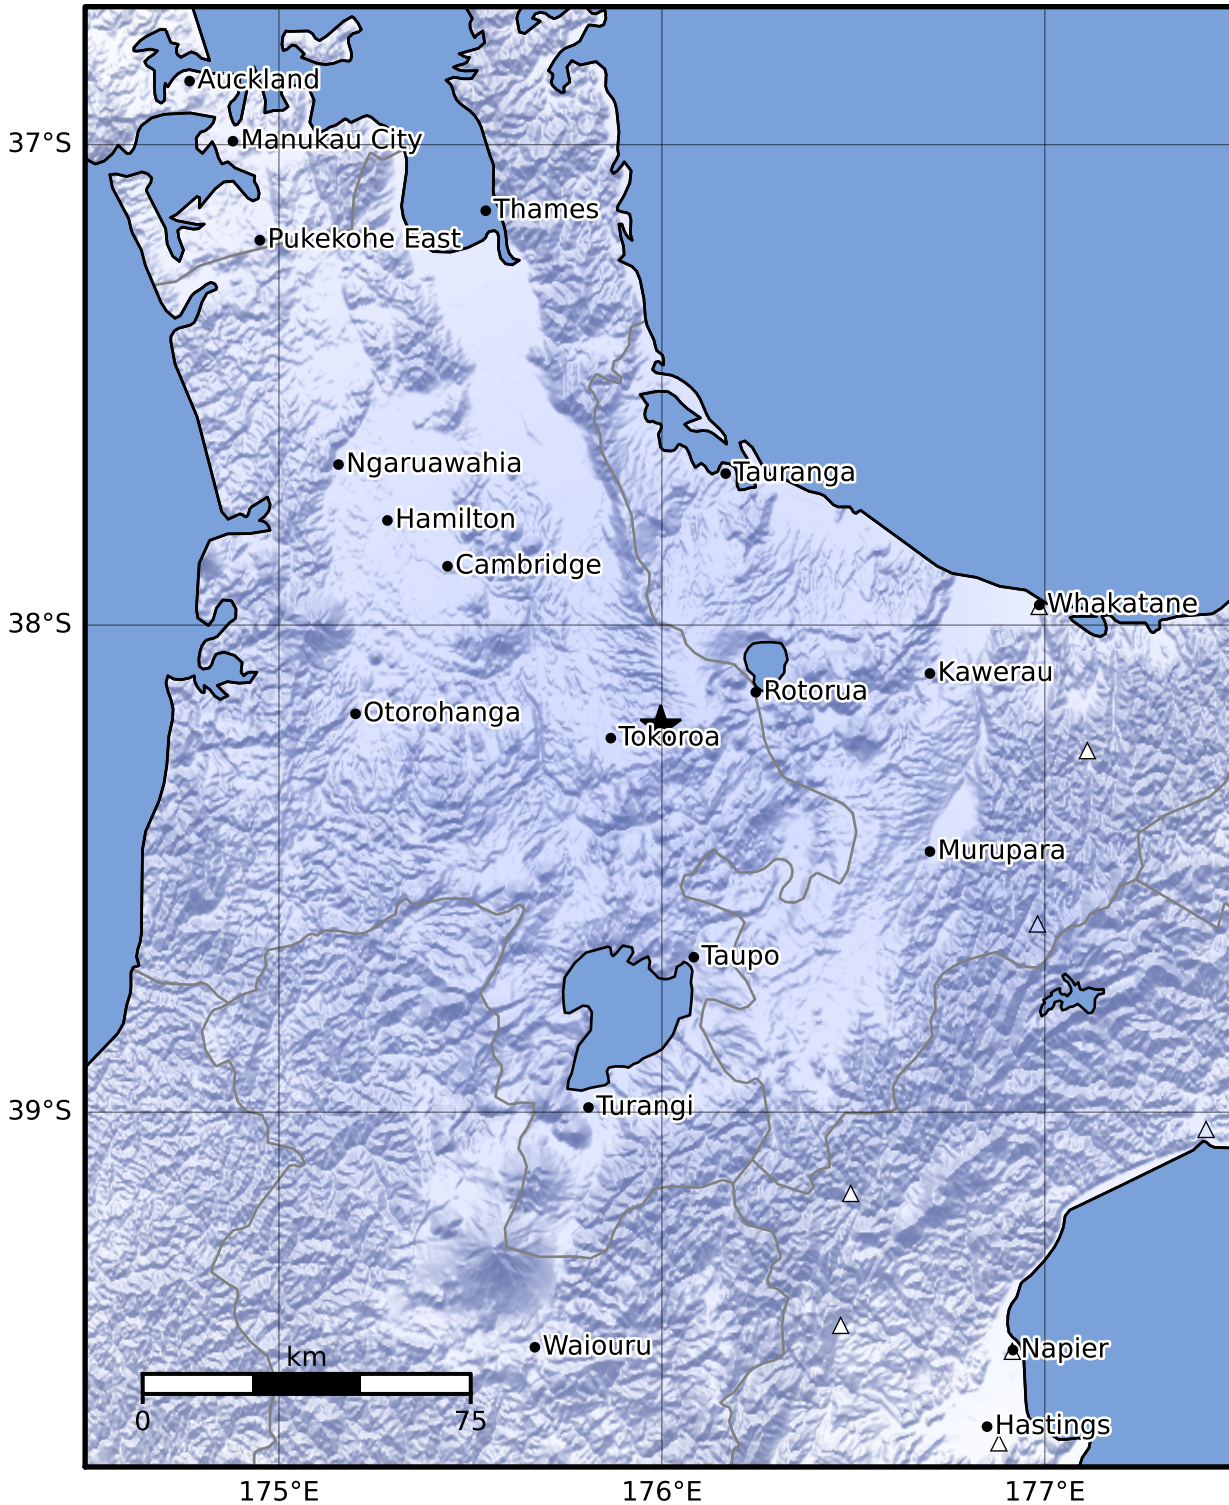 Auckland
37°S
Manukau City
Thames
Pukekohe East
Ngaruawahia
Tauranga
Hamilton
Cambridge
Whakatane
38°S
Kawerau
Rotorua
Otorohanga
Tokoroa
Murupara
Taupo
Turangi
39°S
Waiouru
Napier
km
0 75
Hastings
175°E 176°E 177°E